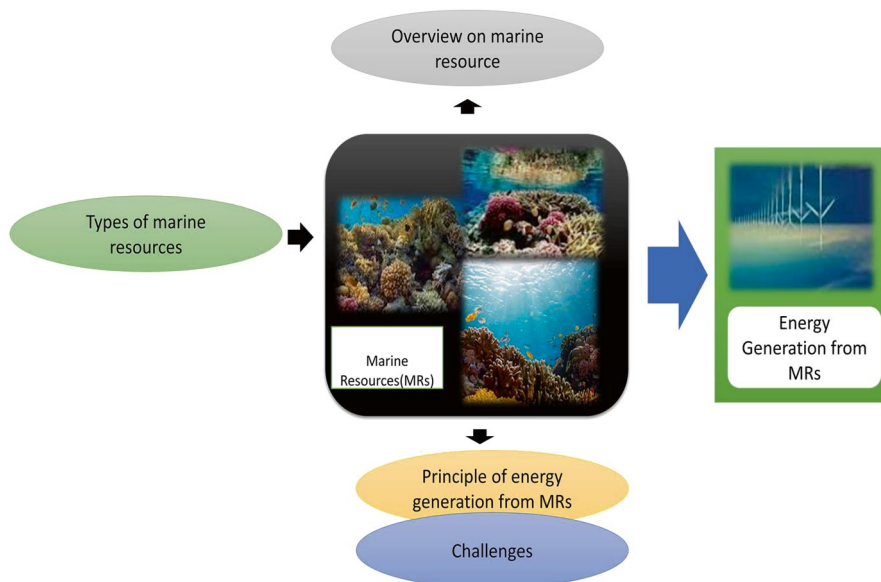 Overview on marine
resource
Types of marine
resources
Marine
Resources(MRs)
Energy
Generation from
MRs
Principle of energy
generation from MRs
Challenges